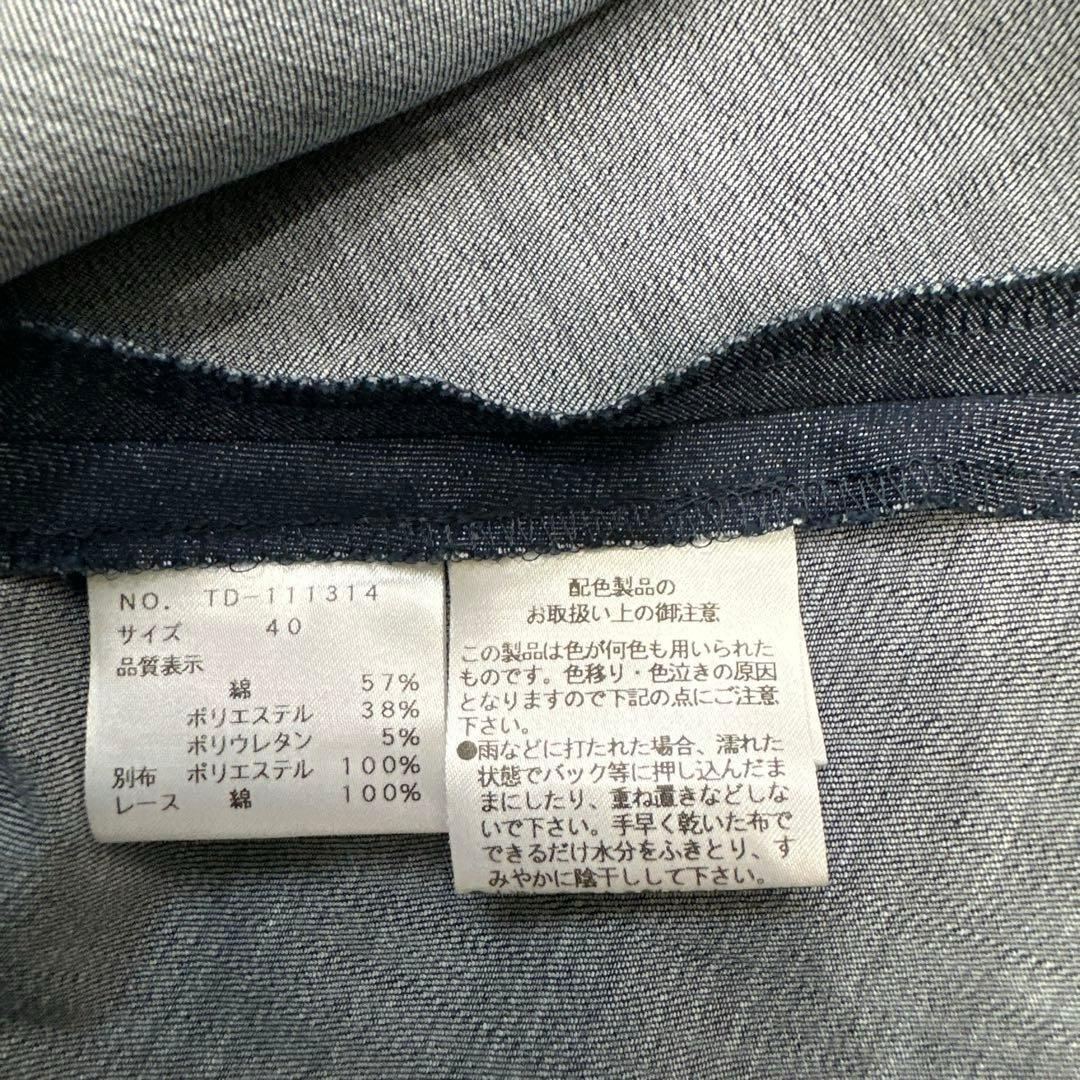 NO. TD-111314
サイズ 40
品質表示
綿 57%
ポリエステル 38%
ポリウレタン 5%
別布 ポリエステル 100%
レース 綿 100%
配色製品の
お取扱い上の御注意
この製品は色が何色も用いられた
ものです。色移り・色泣きの原因
となりますので下記の点にご注意
下さい。
●雨などに打たれた場合、濡れた
状態でバック等に押し込んだま
まにしたり、重ね置きなどしな
いで下さい。手早く乾いた布で
できるだけ水分をふきとり、す
みやかに陰干しして下さい。